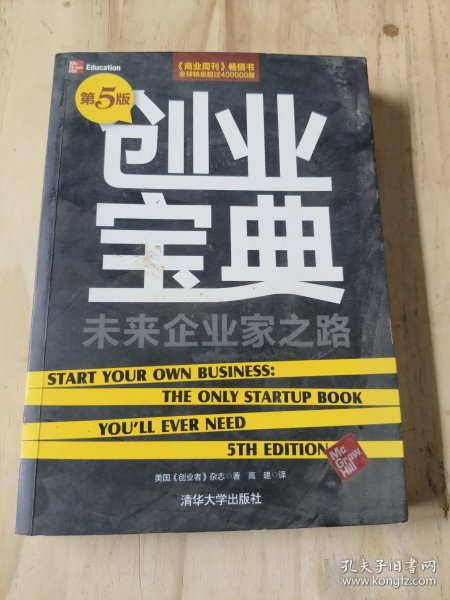 Education
《商业周刊》畅销书
全球销量超过400000册
第5版
创业
宝典
未来企业家之路
START YOUR OWN BUSINESS:
THE ONLY STARTUP BOOK
YOU'LL EVER NEED
5TH EDITION
Mc
Graw
Hill
美国《创业者》杂志 著 高 建 译
清华大学出版社
孔夫子旧书网
www.kongfz.com